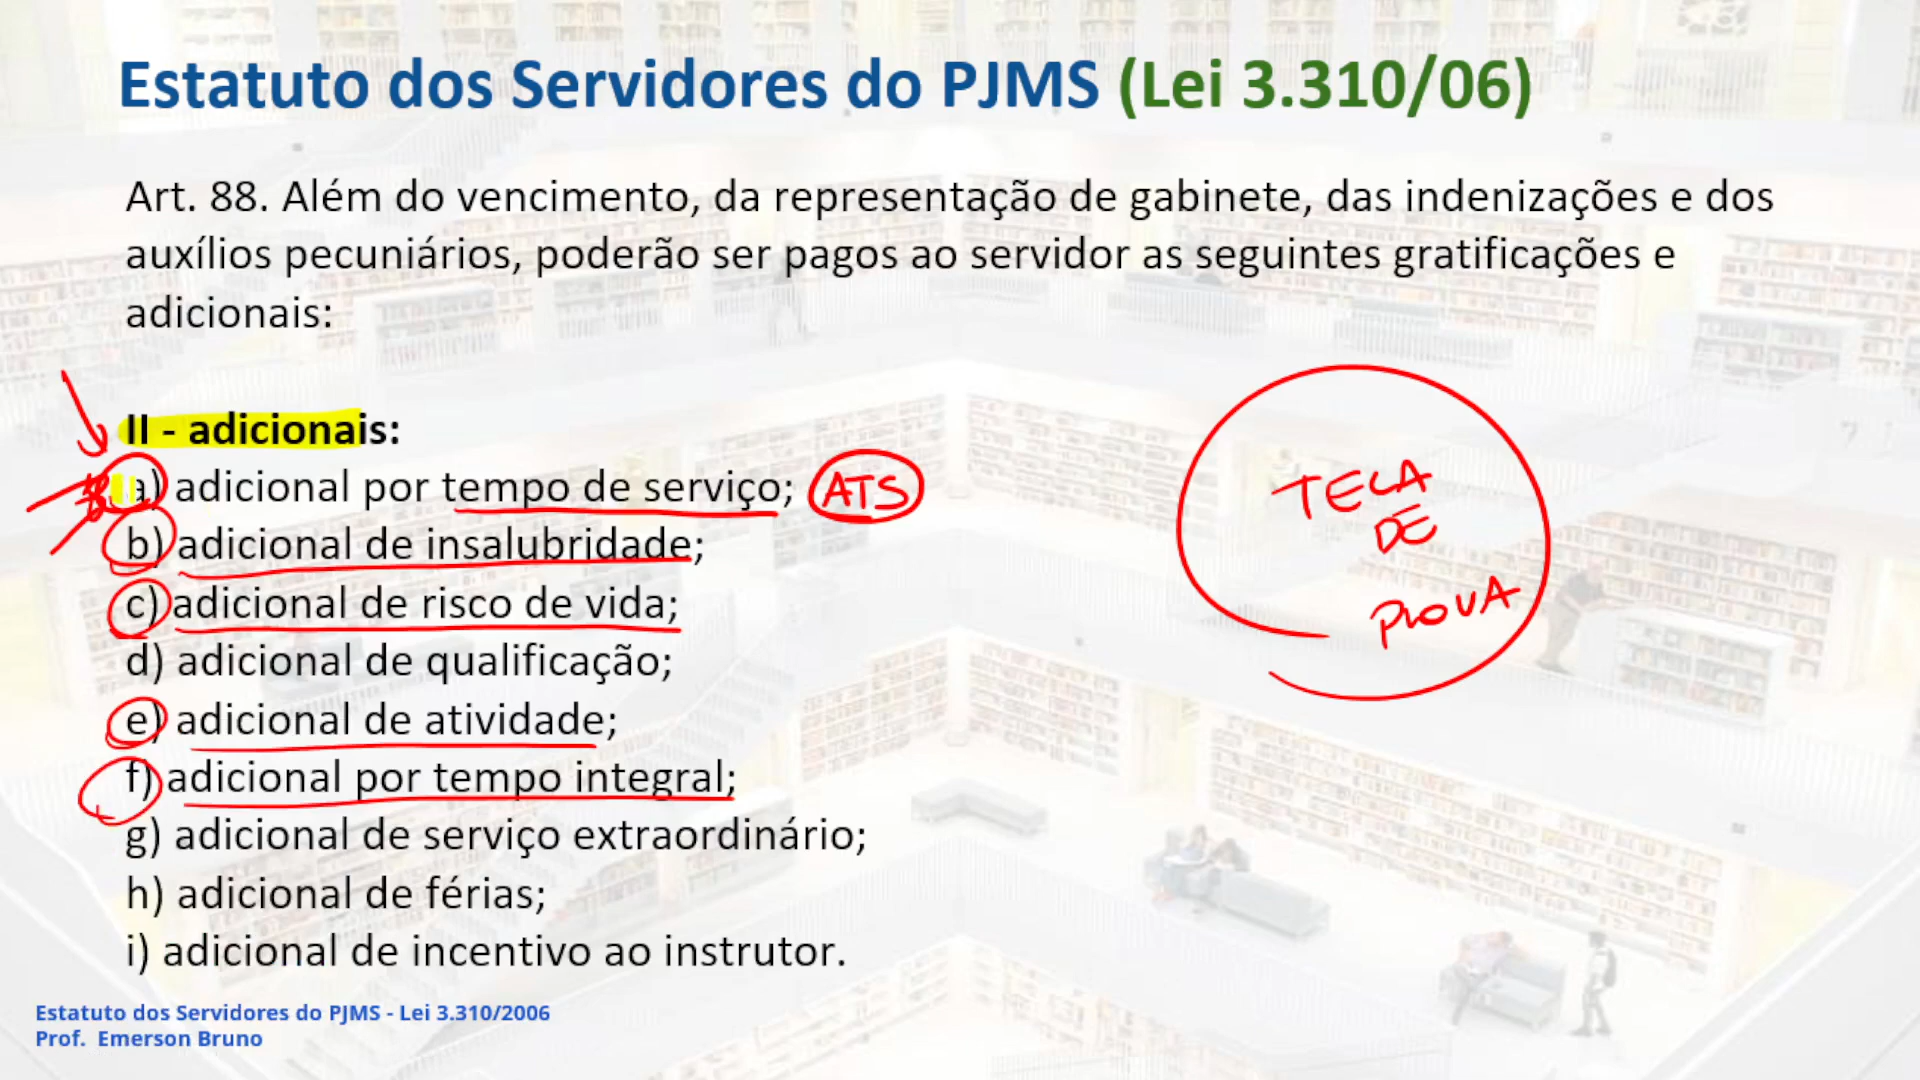 Estatuto dos Servidores do PJMS (Lei 3.310/06)
Art. 88. Além do vencimento, da representação de gabinete, das indenizações e dos
auxílios pecuniários, poderão ser pagos ao servidor as seguintes gratificações e
adicionais:
II - adicionais:
a) adicional por tempo de serviço; ATS
b) adicional de insalubridade;
c) adicional de risco de vida;
d) adicional de qualificação;
e) adicional de atividade;
f) adicional por tempo integral;
g) adicional de serviço extraordinário;
h) adicional de férias;
i) adicional de incentivo ao instrutor.
TELA
DE
PROVA
Estatuto dos Servidores do PJMS - Lei 3.310/2006
Prof. Emerson Bruno